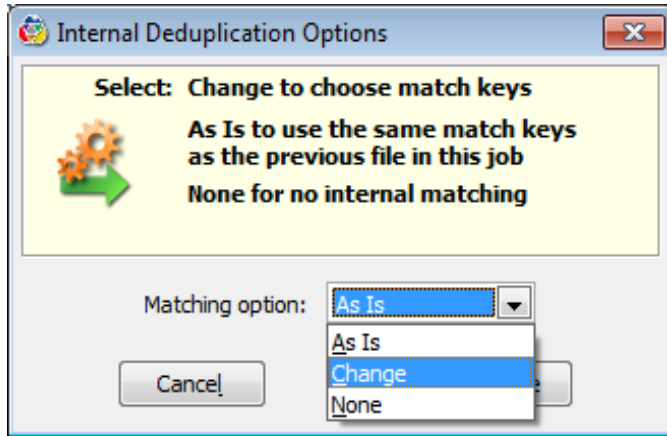 Internal Deduplication Options
Select: Change to choose match keys
As Is to use the same match keys
as the previous file in this job
None for no internal matching
Matching option: As Is
As Is
Change
None
Cancel